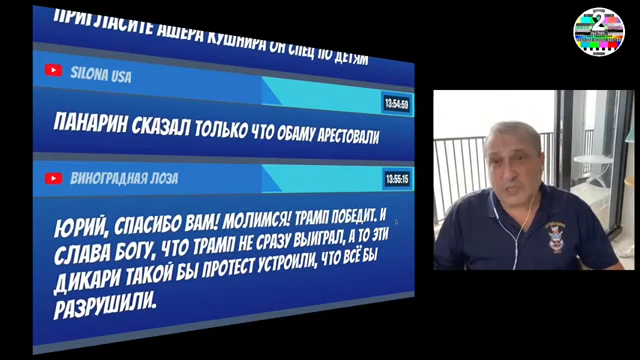 ПРИГЛАСИТЕ АШЕРА КУШНИРА ОН СПЕЦ ПО ДЕТЯМ
SILONA USA
13:54:59
ПАНАРИН СКАЗАЛ ТОЛЬКО ЧТО ОБАМУ АРЕСТОВАЛИ
ВИНОГРАДНАЯ ЛОЗА
13:55:15
ЮРИЙ, СПАСИБО ВАМ! МОЛИМСЯ! ТРАМП ПОБЕДИТ. И
СЛАВА БОГУ, ЧТО ТРАМП НЕ СРАЗУ ВЫИГРАЛ, А ТО ЭТИ
ДИКАРИ ТАКОЙ БЫ ПРОТЕСТ УСТРОИЛИ, ЧТО ВСЁ БЫ
РАЗРУШИЛИ.
2